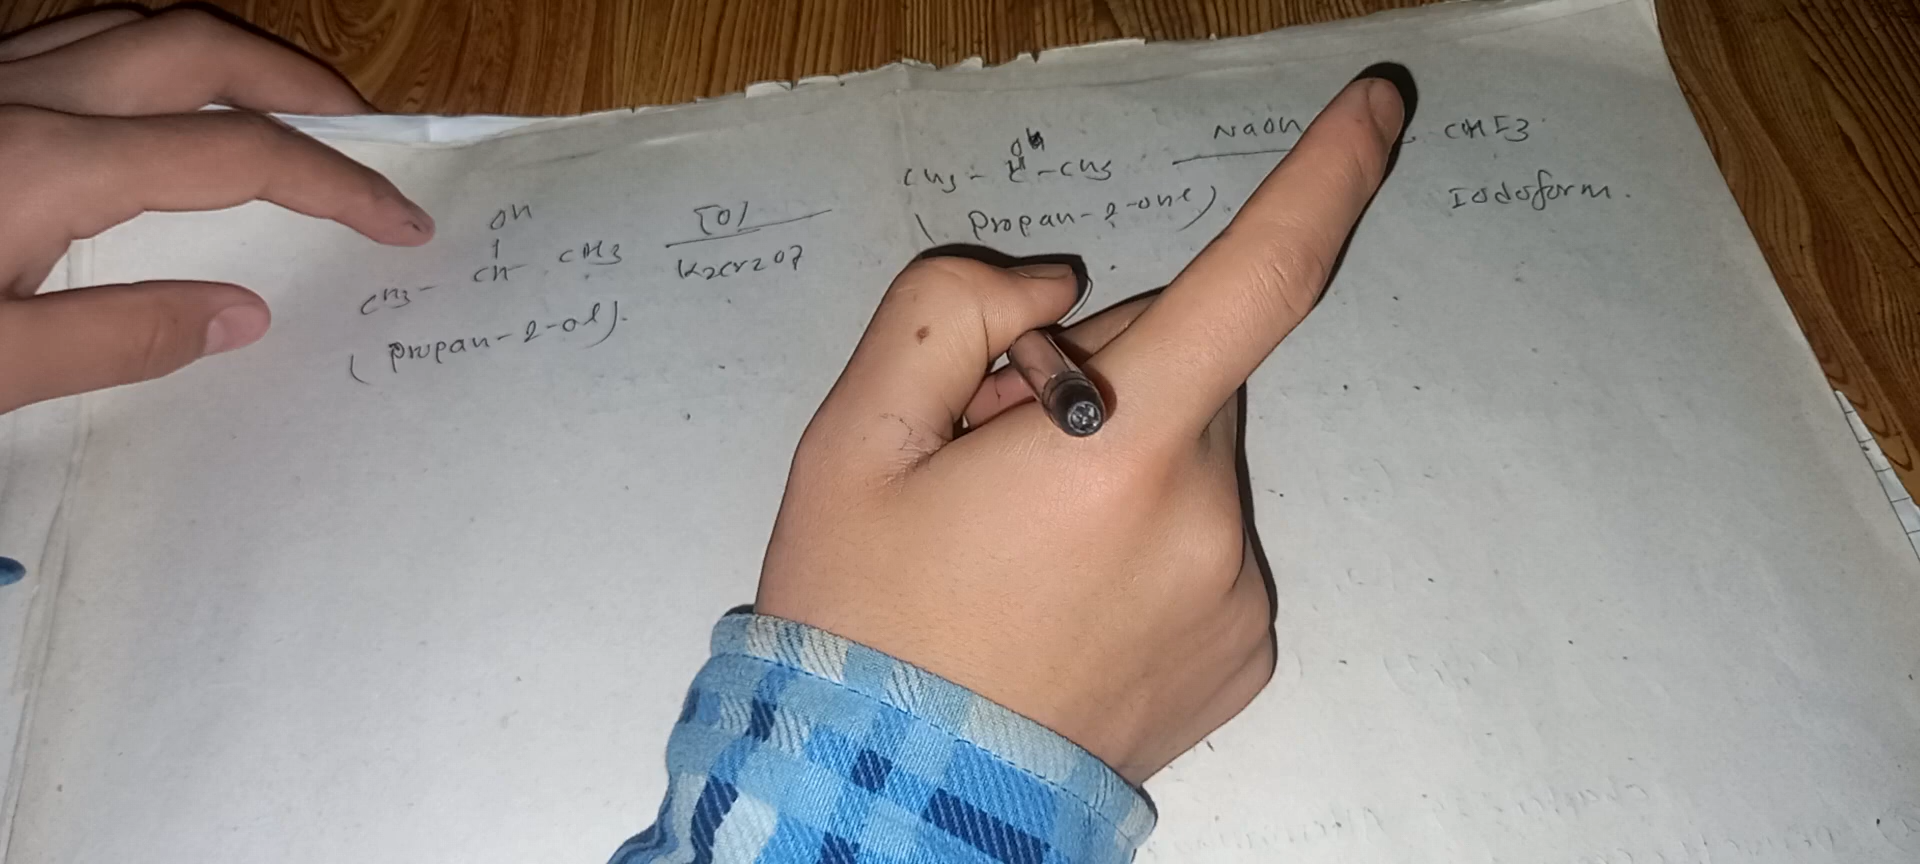 OH
|
CH3 - CH - CH3
(propan-2-ol).
[O]
K2Cr2O7
O
||
CH3 - C - CH3
(Propan-2-one)
NaOH
CHI3
Iodoform.